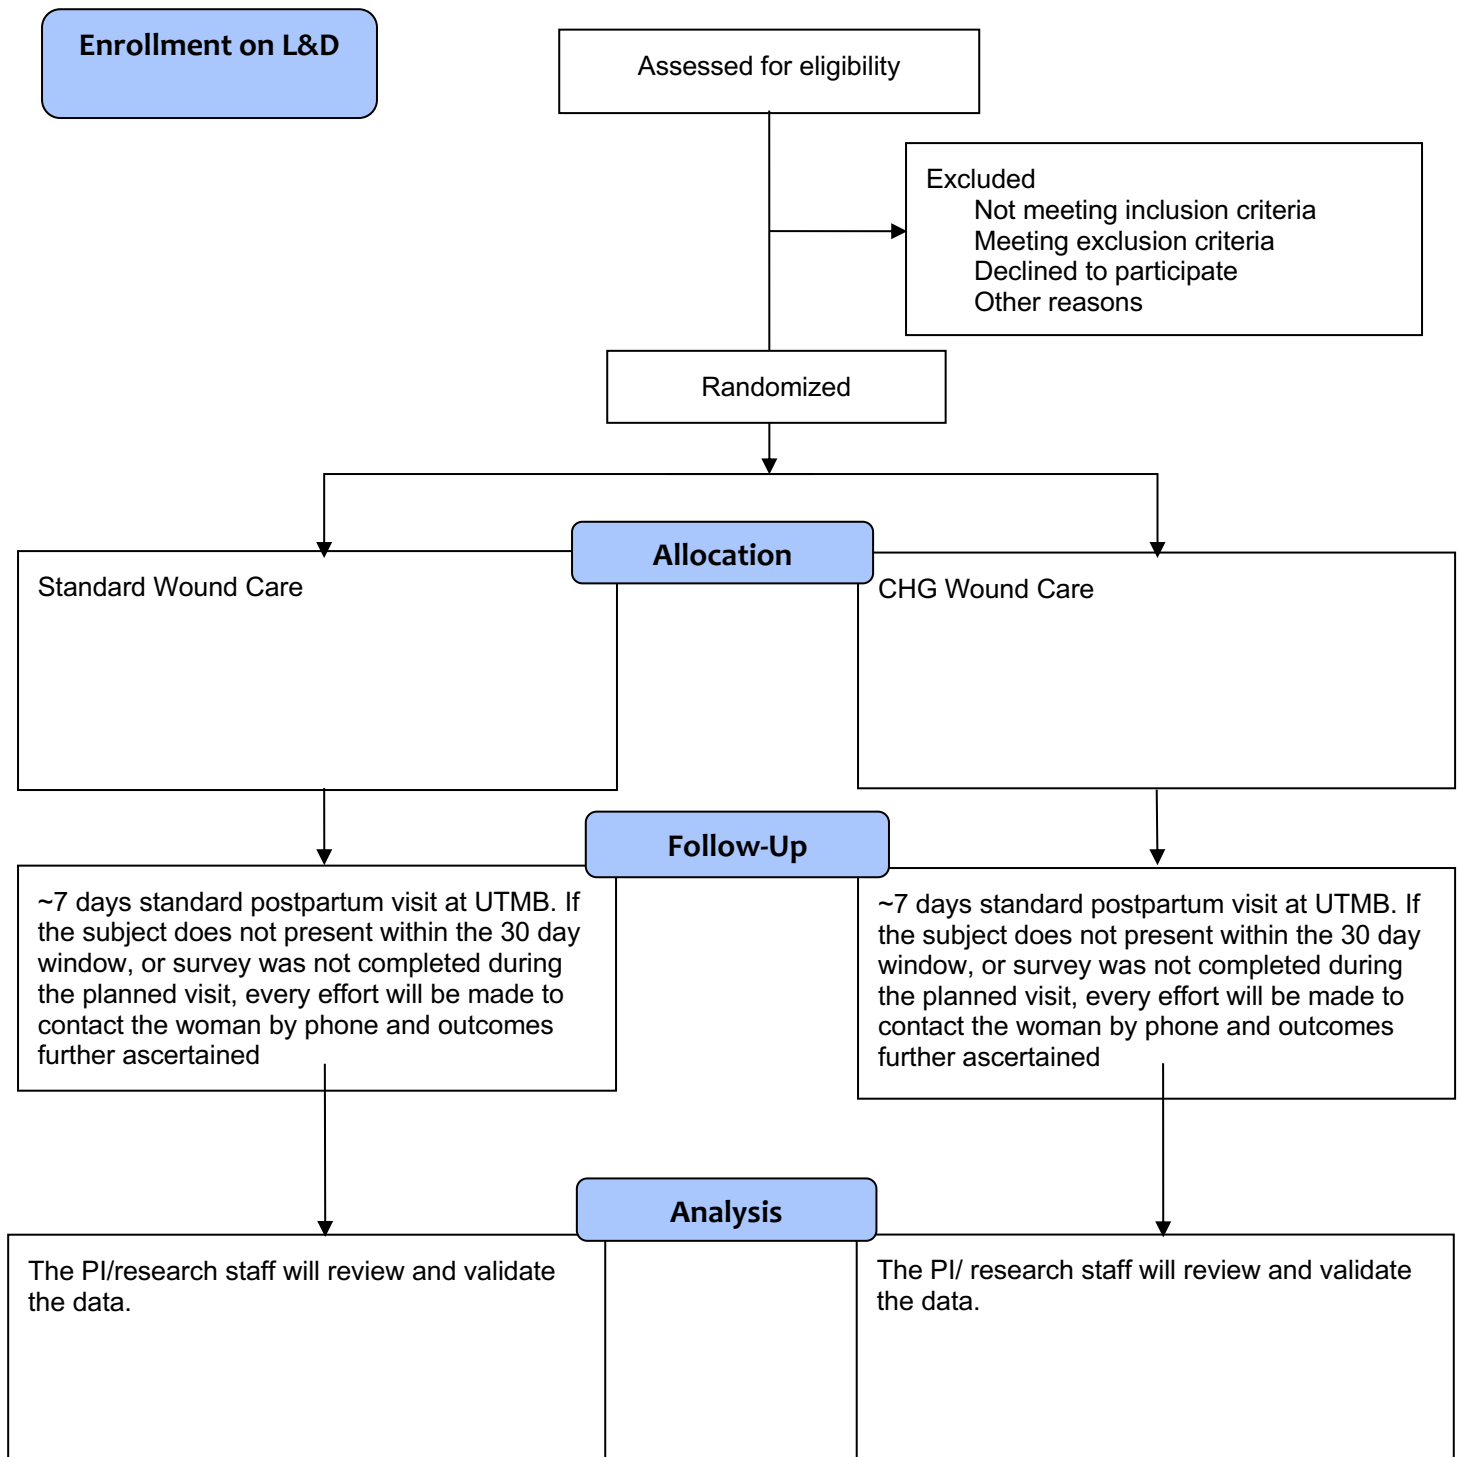 Enrollment on L&D
Assessed for eligibility
Excluded
Not meeting inclusion criteria
Meeting exclusion criteria
Declined to participate
Other reasons
Randomized
Allocation
Standard Wound Care
CHG Wound Care
Follow-Up
~7 days standard postpartum visit at UTMB. If
the subject does not present within the 30 day
window, or survey was not completed during
the planned visit, every effort will be made to
contact the woman by phone and outcomes
further ascertained
~7 days standard postpartum visit at UTMB. If
the subject does not present within the 30 day
window, or survey was not completed during
the planned visit, every effort will be made to
contact the woman by phone and outcomes
further ascertained
Analysis
The PI/research staff will review and validate
the data.
The PI/ research staff will review and validate
the data.